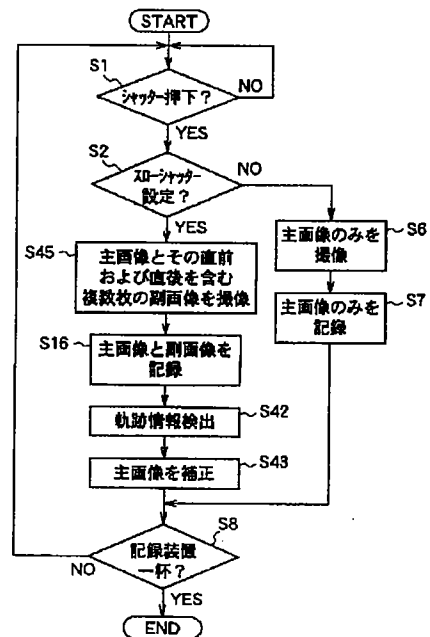 START
S1
シャッター押下？
NO
YES
S2
スローシャッター
設定？
NO
YES
S45
主画像とその直前
および直後を含む
複数枚の副画像を撮像
S6
主画像のみを
撮像
S16
主画像と副画像を
記録
S7
主画像のみを
記録
軌跡情報検出
S42
主画像を補正
S43
S8
記録装置
一杯？
NO
YES
END